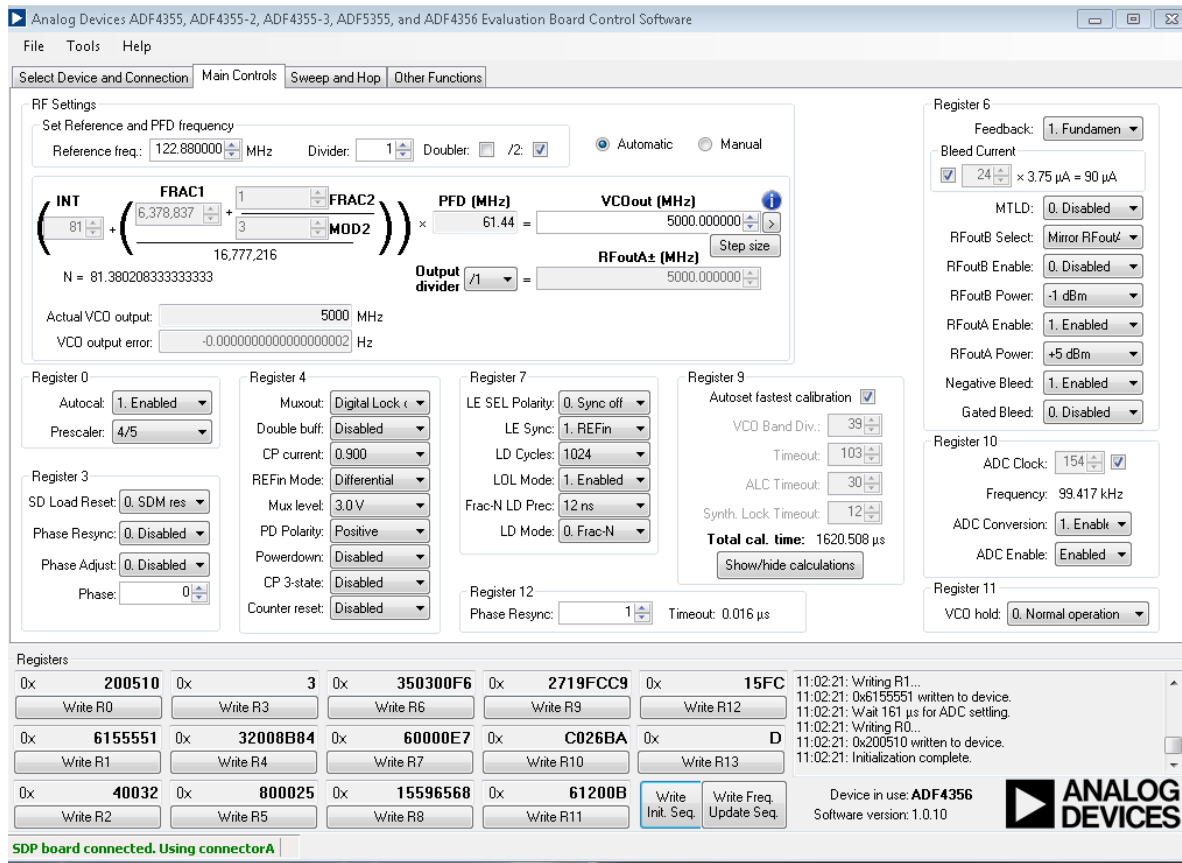 Analog Devices ADF4355, ADF4355-2, ADF4355-3, ADF5355, and ADF4356 Evaluation Board Control Software
File Tools Help
Select Device and Connection Main Controls Sweep and Hop Other Functions
RF Settings
Set Reference and PFD frequency
Reference freq.: 122.880000 MHz Divider: 1 Doubler: /2:
Automatic Manual
INT FRAC1 FRAC2 MOD2 PFD (MHz) VCOout (MHz)
81 + 6,378,837 + 1 3 × 61.44 = 5000.000000 >
16,777,216
Step size
N = 81.380208333333333
RFoutA± (MHz)
Output divider /1 = 5000.000000
Actual VCO output: 5000 MHz
VCO output error: -0.0000000000000000002 Hz
Register 0
Autocal: 1. Enabled
Prescaler: 4/5
Register 3
SD Load Reset: 0. SDM res
Phase Resync: 0. Disabled
Phase Adjust: 0. Disabled
Phase: 0
Register 4
Muxout: Digital Lock
Double buff: Disabled
CP current: 0.900
REFin Mode: Differential
Mux level: 3.0 V
PD Polarity: Positive
Powerdown: Disabled
CP 3-state: Disabled
Counter reset: Disabled
Register 7
LE SEL Polarity: 0. Sync off
LE Sync: 1. REFin
LD Cycles: 1024
LOL Mode: 1. Enabled
Frac-N LD Prec: 12 ns
LD Mode: 0. Frac-N
Register 12
Phase Resync: 1 Timeout: 0.016 µs
Register 9
Autoset fastest calibration
VCO Band Div.: 39
Timeout: 103
ALC Timeout: 30
Synth. Lock Timeout: 12
Total cal. time: 1620.508 µs
Show/hide calculations
Register 6
Feedback: 1. Fundamen
Bleed Current
24 × 3.75 µA = 90 µA
MTLD: 0. Disabled
RFoutB Select: Mirror RFout
RFoutB Enable: 0. Disabled
RFoutB Power: -1 dBm
RFoutA Enable: 1. Enabled
RFoutA Power: +5 dBm
Negative Bleed: 1. Enabled
Gated Bleed: 0. Disabled
Register 10
ADC Clock: 154
Frequency: 99.417 kHz
ADC Conversion: 1. Enable
ADC Enable: Enabled
Register 11
VCO hold: 0. Normal operation
Registers
0x 200510 0x 3 0x 350300F6 0x 2719FCC9 0x 15FC
Write R0 Write R3 Write R6 Write R9 Write R12
0x 6155551 0x 32008B84 0x 60000E7 0x C026BA 0x D
Write R1 Write R4 Write R7 Write R10 Write R13
0x 40032 0x 800025 0x 15596568 0x 61200B
Write R2 Write R5 Write R8 Write R11
Write Init. Seq. Write Freq. Update Seq.
11:02:21: Writing R1...
11:02:21: 0x6155551 written to device.
11:02:21: Wait 161 µs for ADC settling.
11:02:21: Writing R0...
11:02:21: 0x200510 written to device.
11:02:21: Initialization complete.
Device in use: ADF4356
Software version: 1.0.10
ANALOG
DEVICES
SDP board connected. Using connectorA